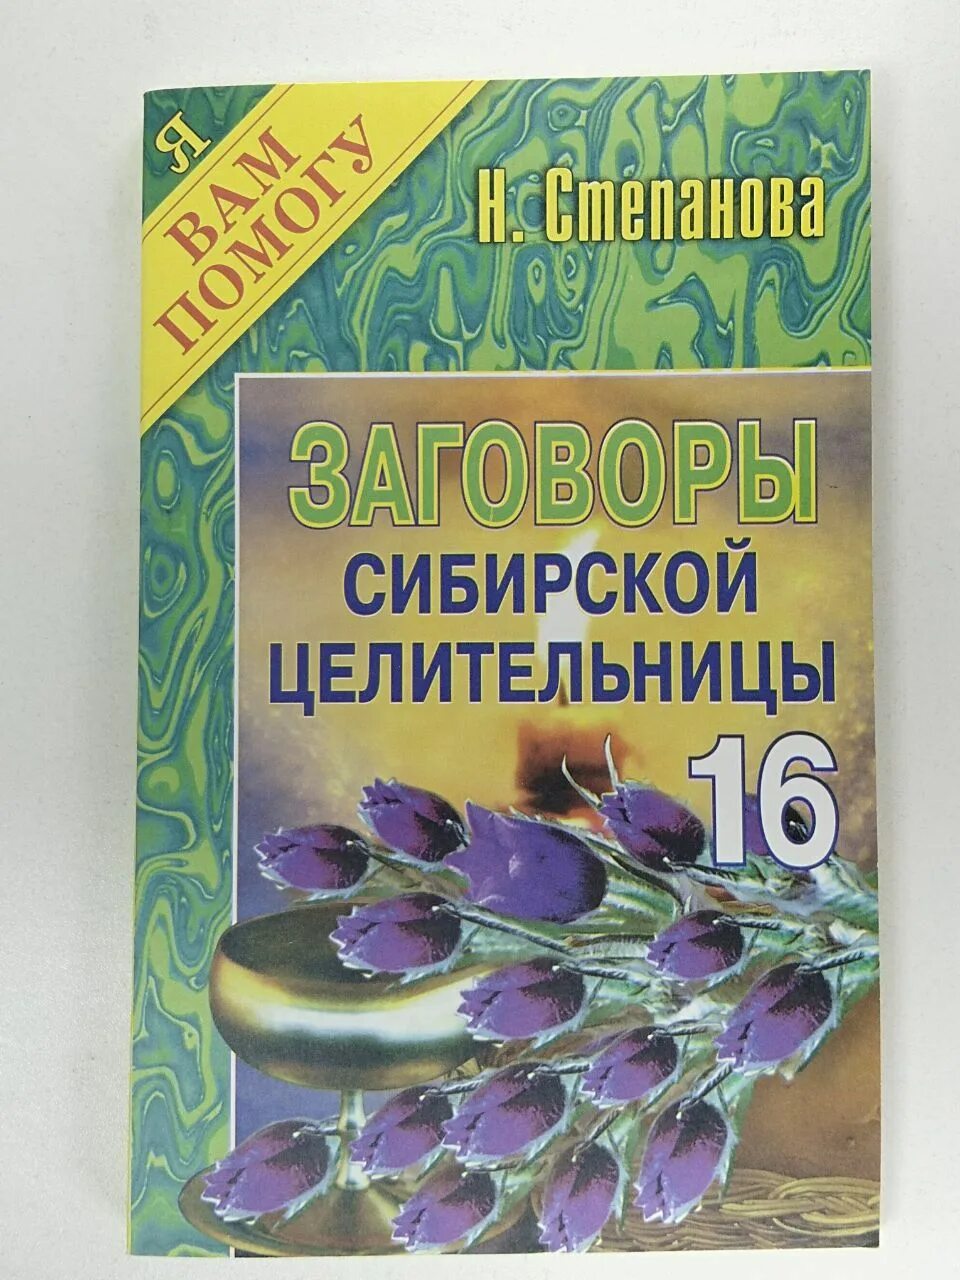 Я
ВАМ
ПОМОГУ
Н. Степанова
ЗАГОВОРЫ
СИБИРСКОЙ
ЦЕЛИТЕЛЬНИЦЫ
16